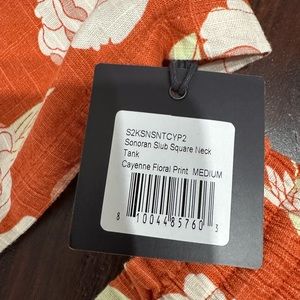 S2KSNSNTCYP2
Sonoran Slub Square Neck
Tank
Cayenne Floral Print MEDIUM
8 10044 85760 3